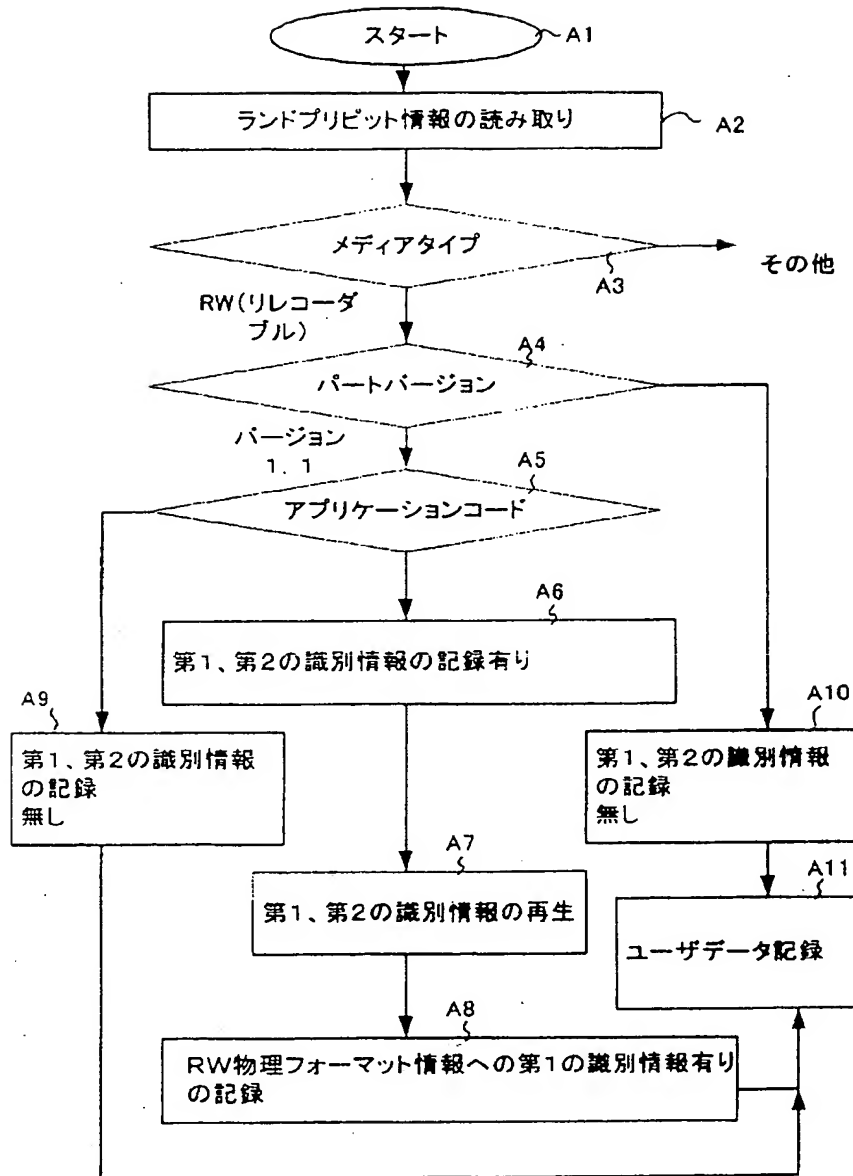 スタート
A1
ランドプリピット情報の読み取り
A2
メディアタイプ
A3
その他
RW(リレコーダ
ブル)
A4
パートバージョン
バージョン
1.1
A5
アプリケーションコード
A6
第1、第2の識別情報の記録有り
A9
第1、第2の識別情報
の記録
無し
A10
第1、第2の識別情報
の記録
無し
A7
第1、第2の識別情報の再生
A11
ユーザデータ記録
A8
RW物理フォーマット情報への第1の識別情報有り
の記録